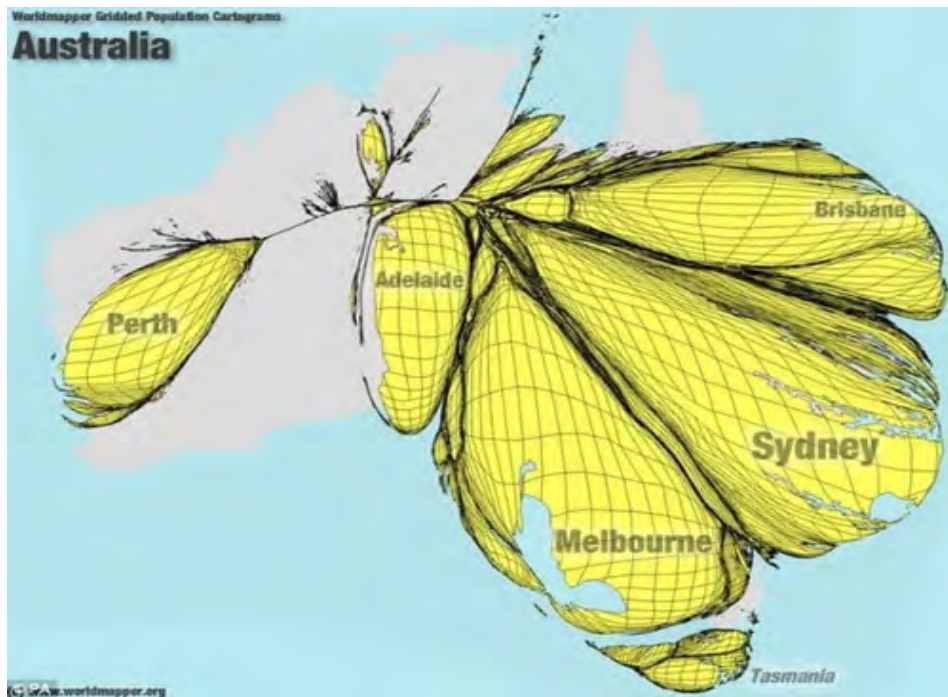 Worldmapper Gridded Population Cartograms
Australia
Brisbane
Adelaide
Perth
Sydney
Melbourne
Tasmania
www.worldmapper.org